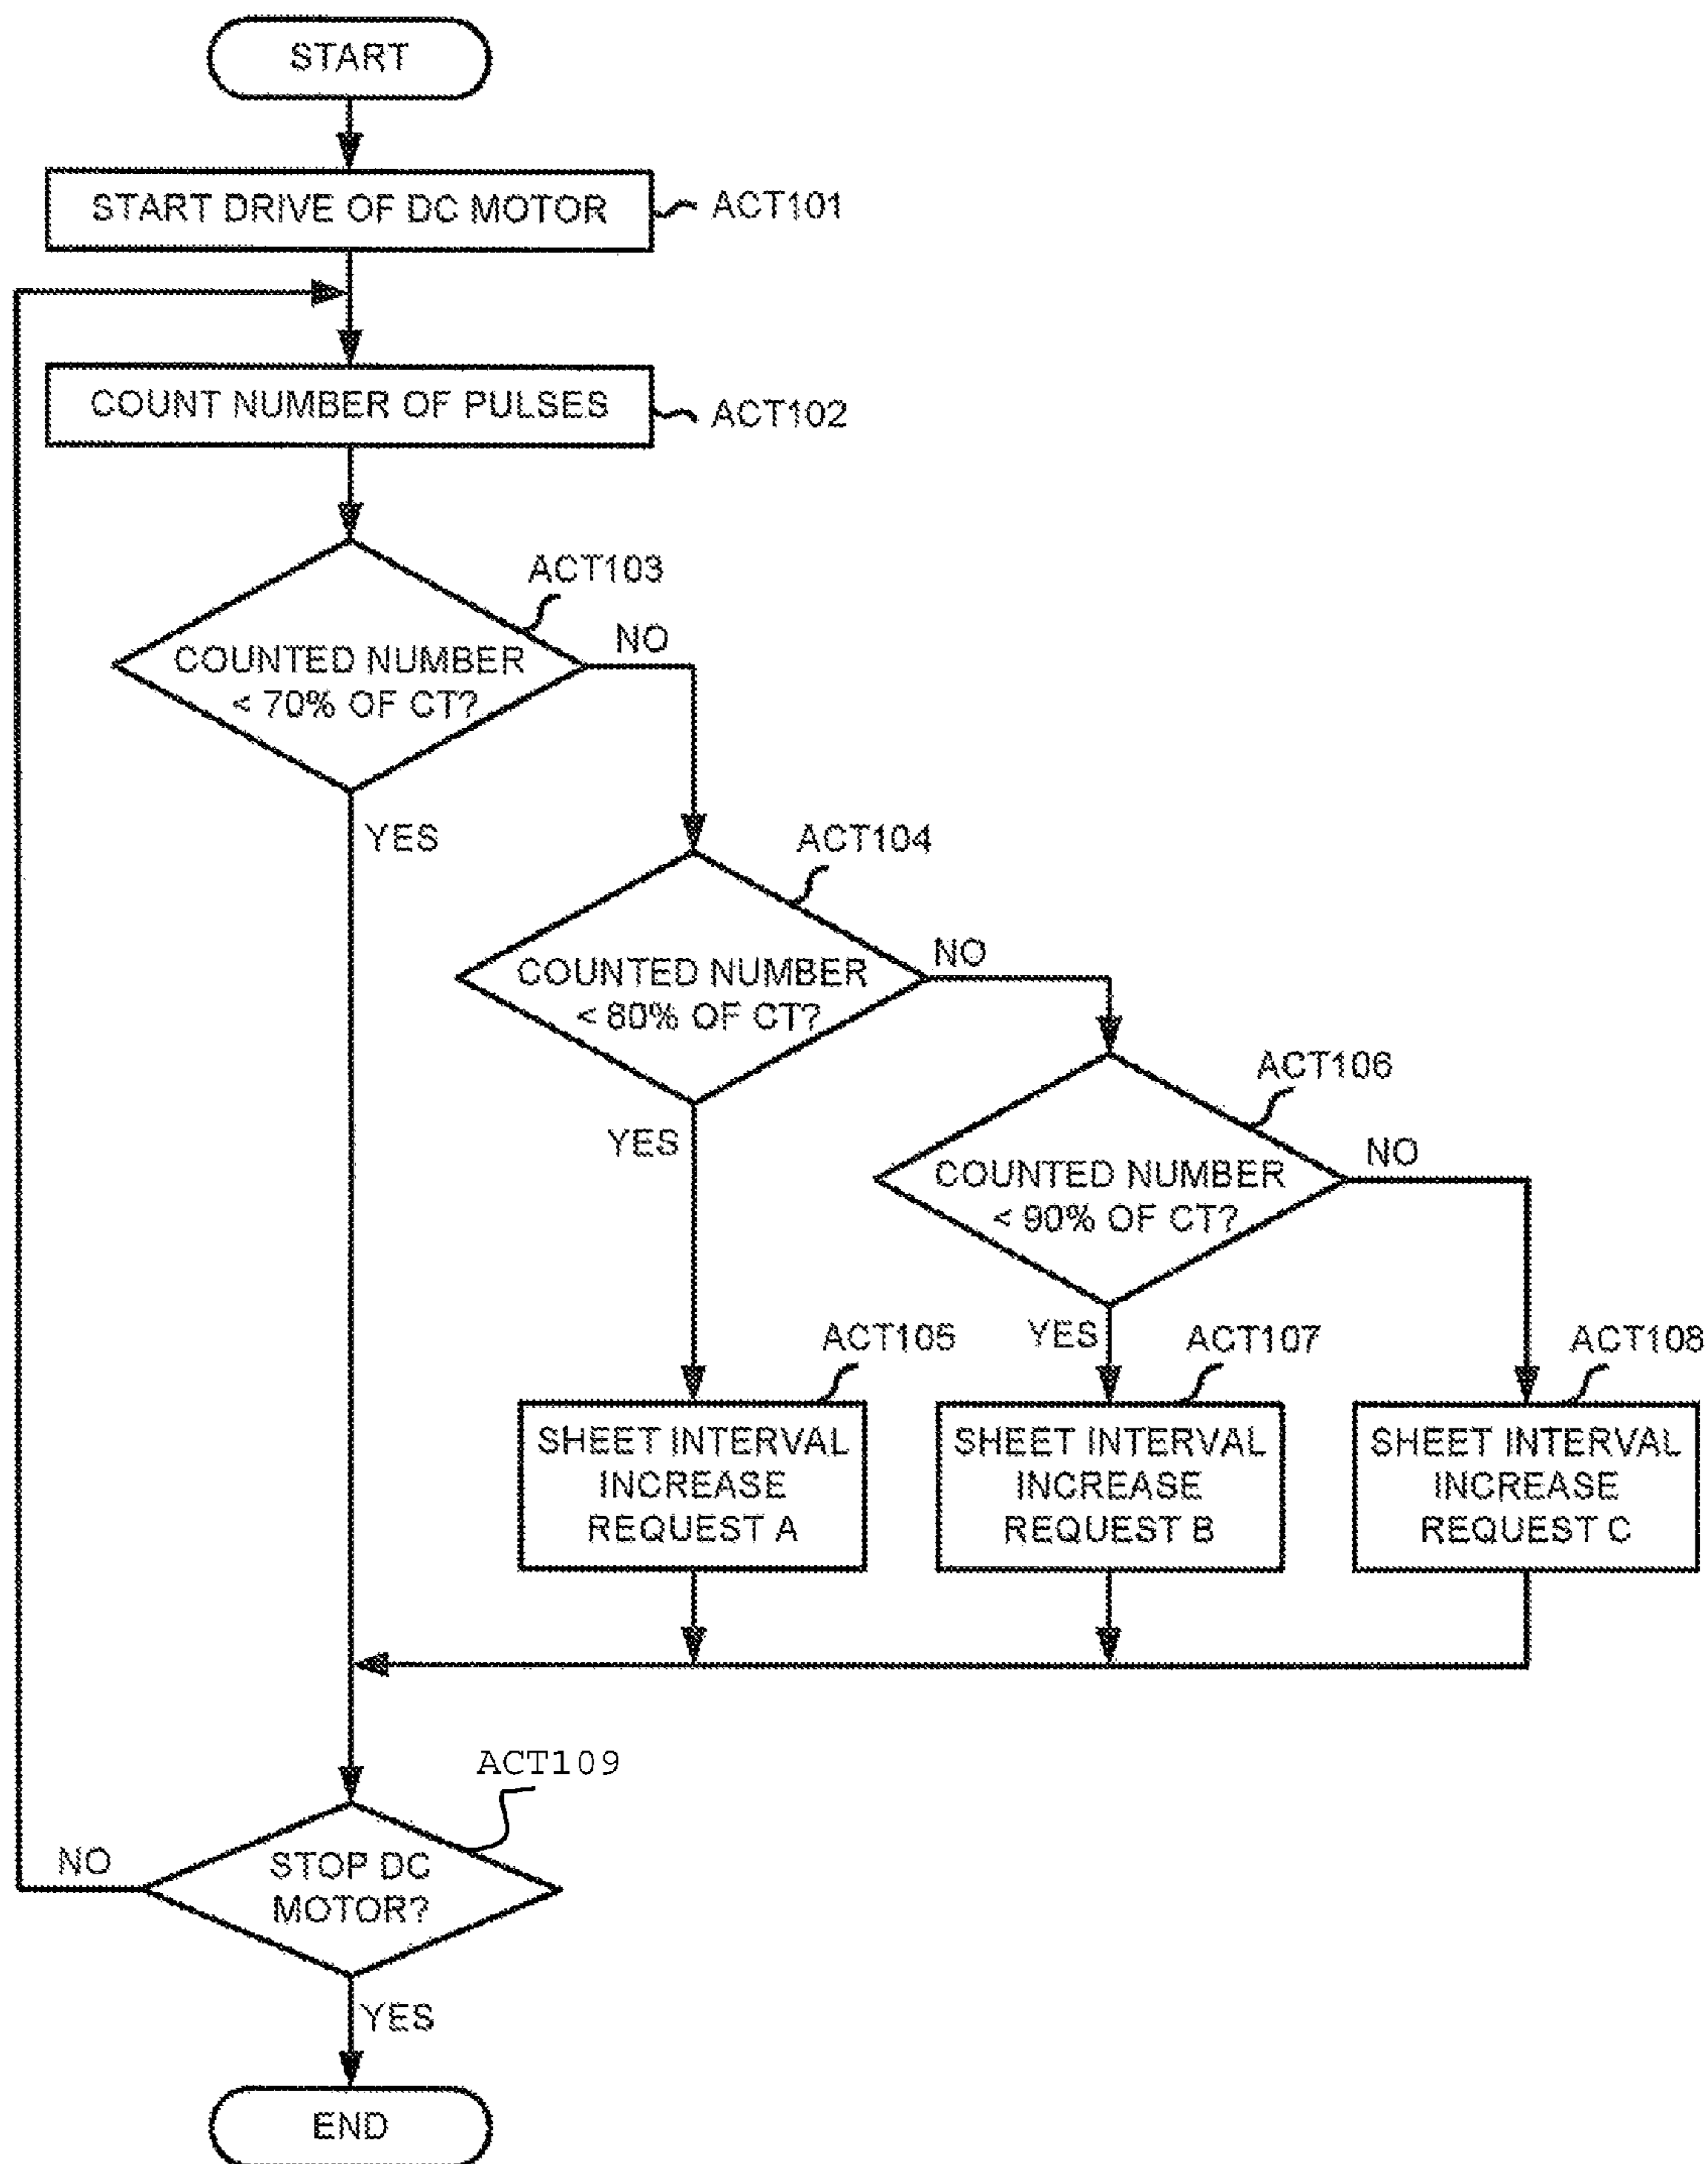 START
START DRIVE OF DC MOTOR
ACT101
COUNT NUMBER OF PULSES
ACT102
ACT103
COUNTED NUMBER
< 70% OF CT?
NO
YES
ACT104
COUNTED NUMBER
< 80% OF CT?
NO
YES
ACT106
COUNTED NUMBER
< 90% OF CT?
NO
YES
ACT105
SHEET INTERVAL
INCREASE
REQUEST A
ACT107
SHEET INTERVAL
INCREASE
REQUEST B
ACT108
SHEET INTERVAL
INCREASE
REQUEST C
ACT109
STOP DC
MOTOR?
NO
YES
END